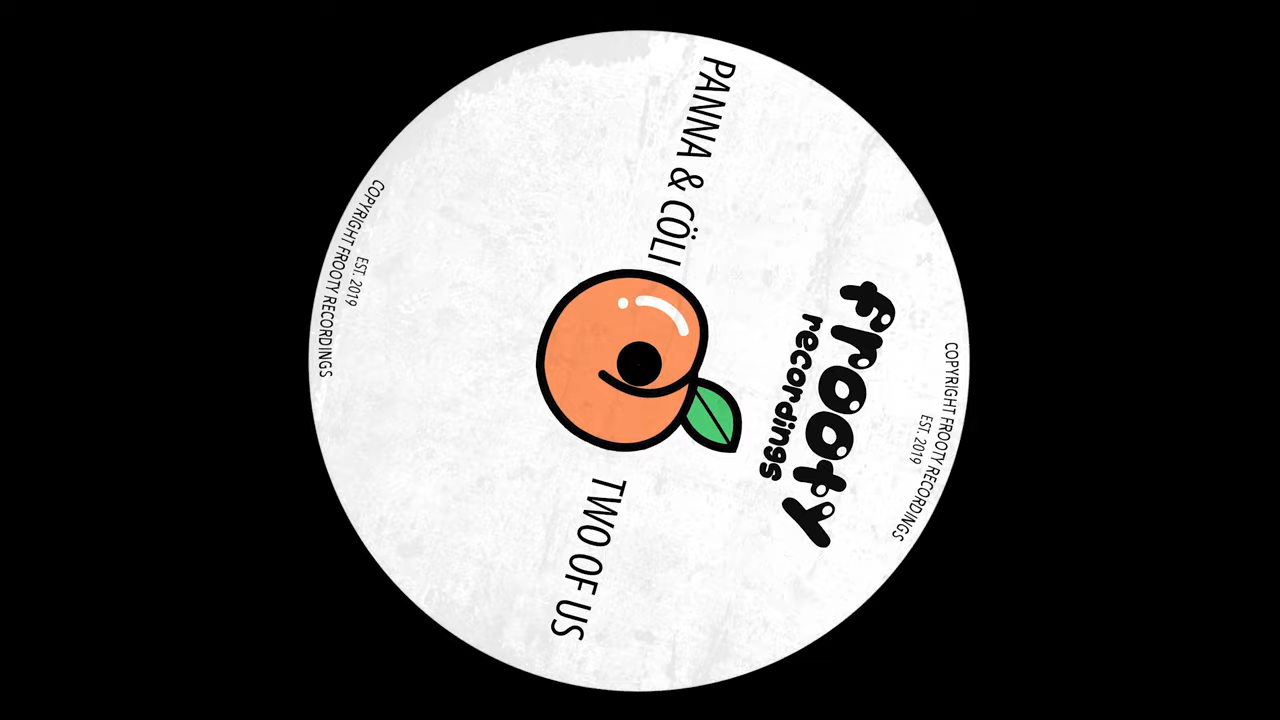 frooty
recordings
PANNA & CÖLI
TWO OF US
COPYRIGHT FROOTY RECORDINGS
EST. 2019
EST. 2019
COPYRIGHT FROOTY RECORDINGS